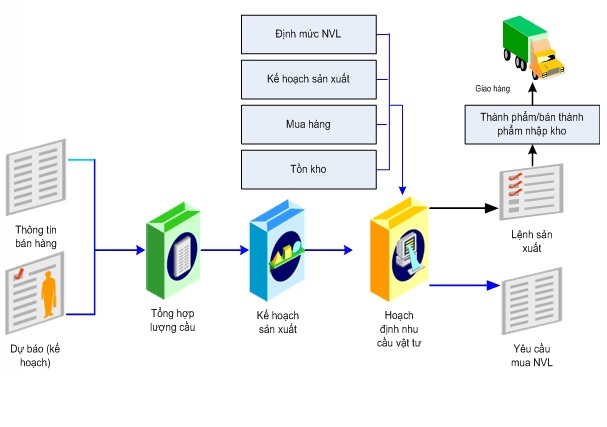 Định mức NVL
Kế hoạch sản xuất
Mua hàng
Tồn kho
Giao hàng
Thành phẩm/bán thành
phẩm nhập kho
Thông tin
bán hàng
Lệnh sản
xuất
Dự báo (kế
hoạch)
Tổng hợp
lượng cầu
Kế hoạch
sản xuất
Hoạch
định nhu
cầu vật tư
Yêu cầu
mua NVL